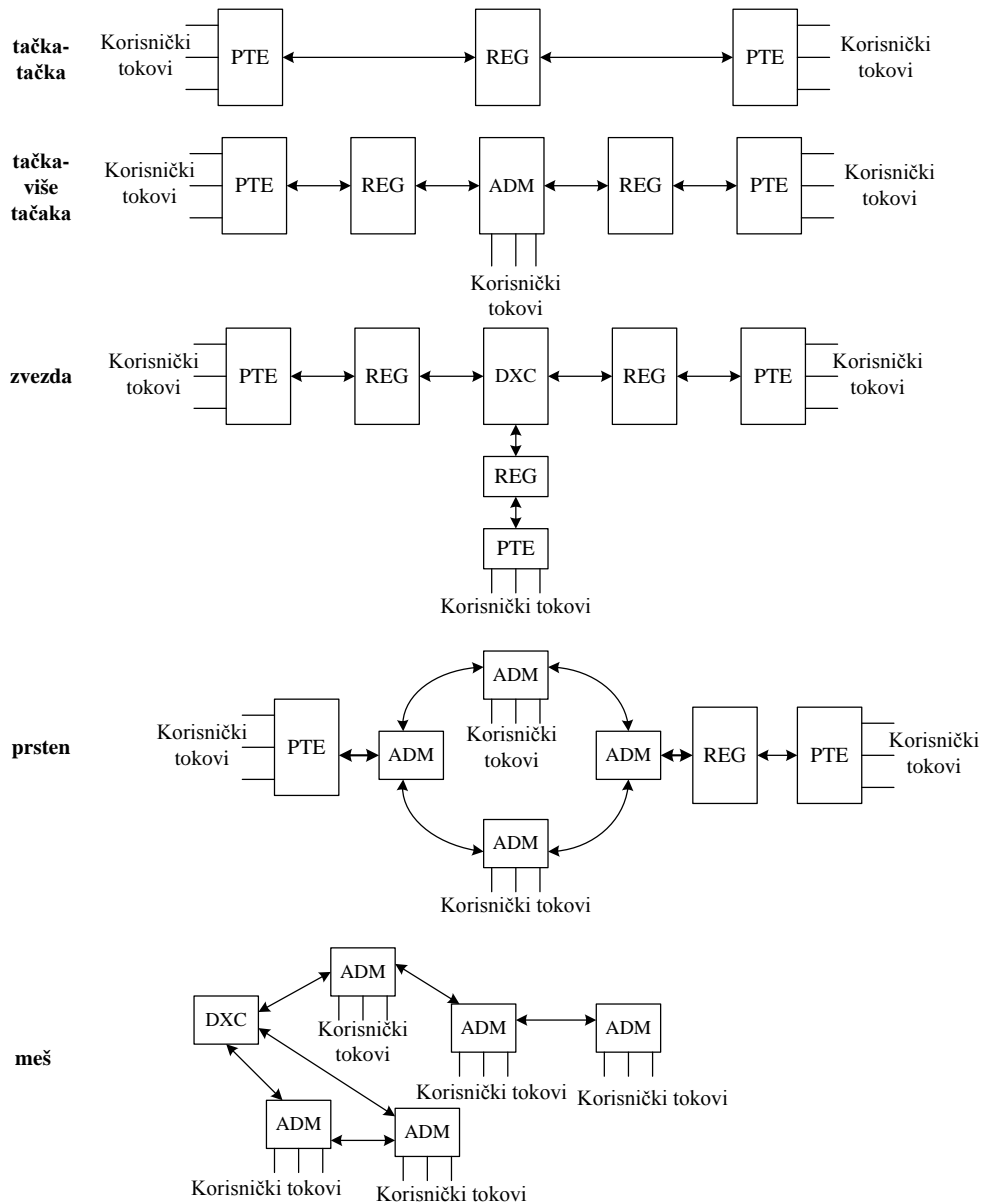 tačka-
tačka
Korisnički
tokovi
PTE
REG
PTE
Korisnički
tokovi
tačka-
više
tačaka
Korisnički
tokovi
PTE
REG
ADM
REG
PTE
Korisnički
tokovi
Korisnički
tokovi
zvezda
Korisnički
tokovi
PTE
REG
DXC
REG
PTE
Korisnički
tokovi
REG
PTE
Korisnički tokovi
prsten
Korisnički
tokovi
PTE
ADM
ADM
Korisnički
tokovi
ADM
REG
PTE
Korisnički
tokovi
ADM
Korisnički tokovi
meš
DXC
ADM
Korisnički
tokovi
ADM
Korisnički tokovi
ADM
Korisnički tokovi
ADM
Korisnički tokovi
ADM
Korisnički tokovi